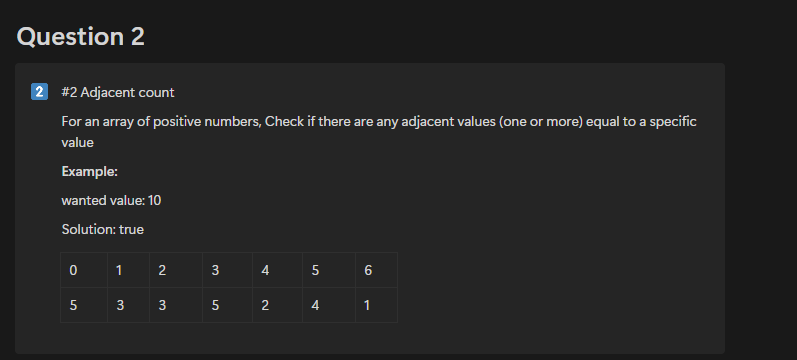 Question 2
2 #2 Adjacent count
For an array of positive numbers, Check if there are any adjacent values (one or more) equal to a specific
value
Example:
wanted value: 10
Solution: true
0 1 2 3 4 5 6
5 3 3 5 2 4 1